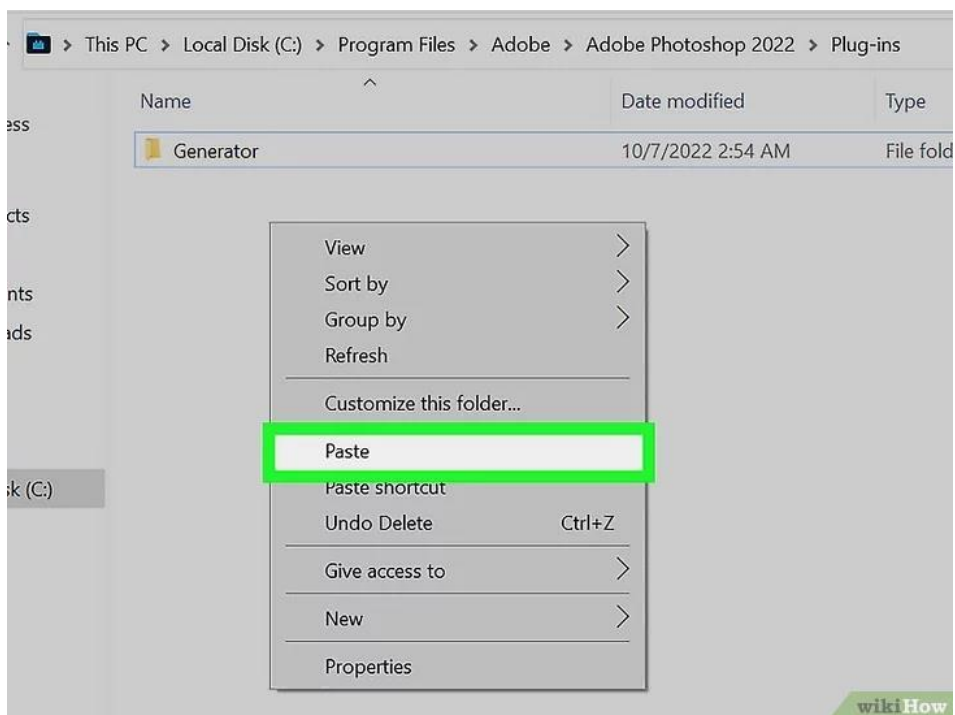 This PC > Local Disk (C:) > Program Files > Adobe > Adobe Photoshop 2022 > Plug-ins
Name Date modified Type
ess
Generator 10/7/2022 2:54 AM File fold
cts
View
Sort by
nts
Group by
ads
Refresh
Customize this folder...
Paste
Paste shortcut
sk (C:)
Undo Delete Ctrl+Z
Give access to
New
Properties
wikiHow